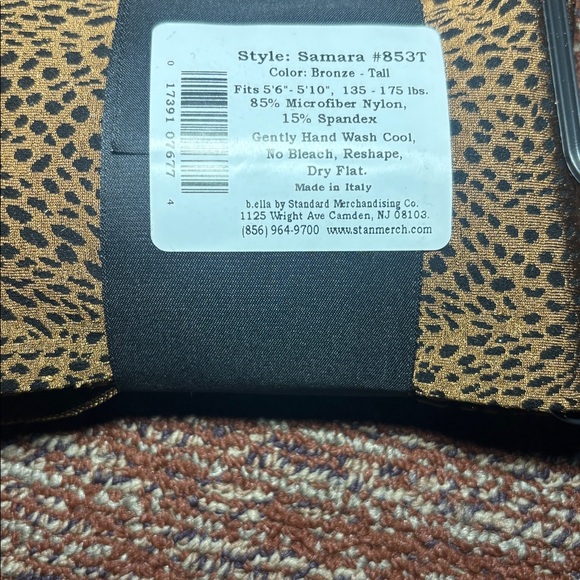 Style: Samara #853T
Color: Bronze - Tall
Fits 5'6"- 5'10", 135 - 175 lbs.
85% Microfiber Nylon,
15% Spandex
Gently Hand Wash Cool,
No Bleach, Reshape,
Dry Flat.
Made in Italy
b.ella by Standard Merchandising Co.
1125 Wright Ave Camden, NJ 08103.
(856) 964-9700 www.stanmerch.com
0 17391 07677 4